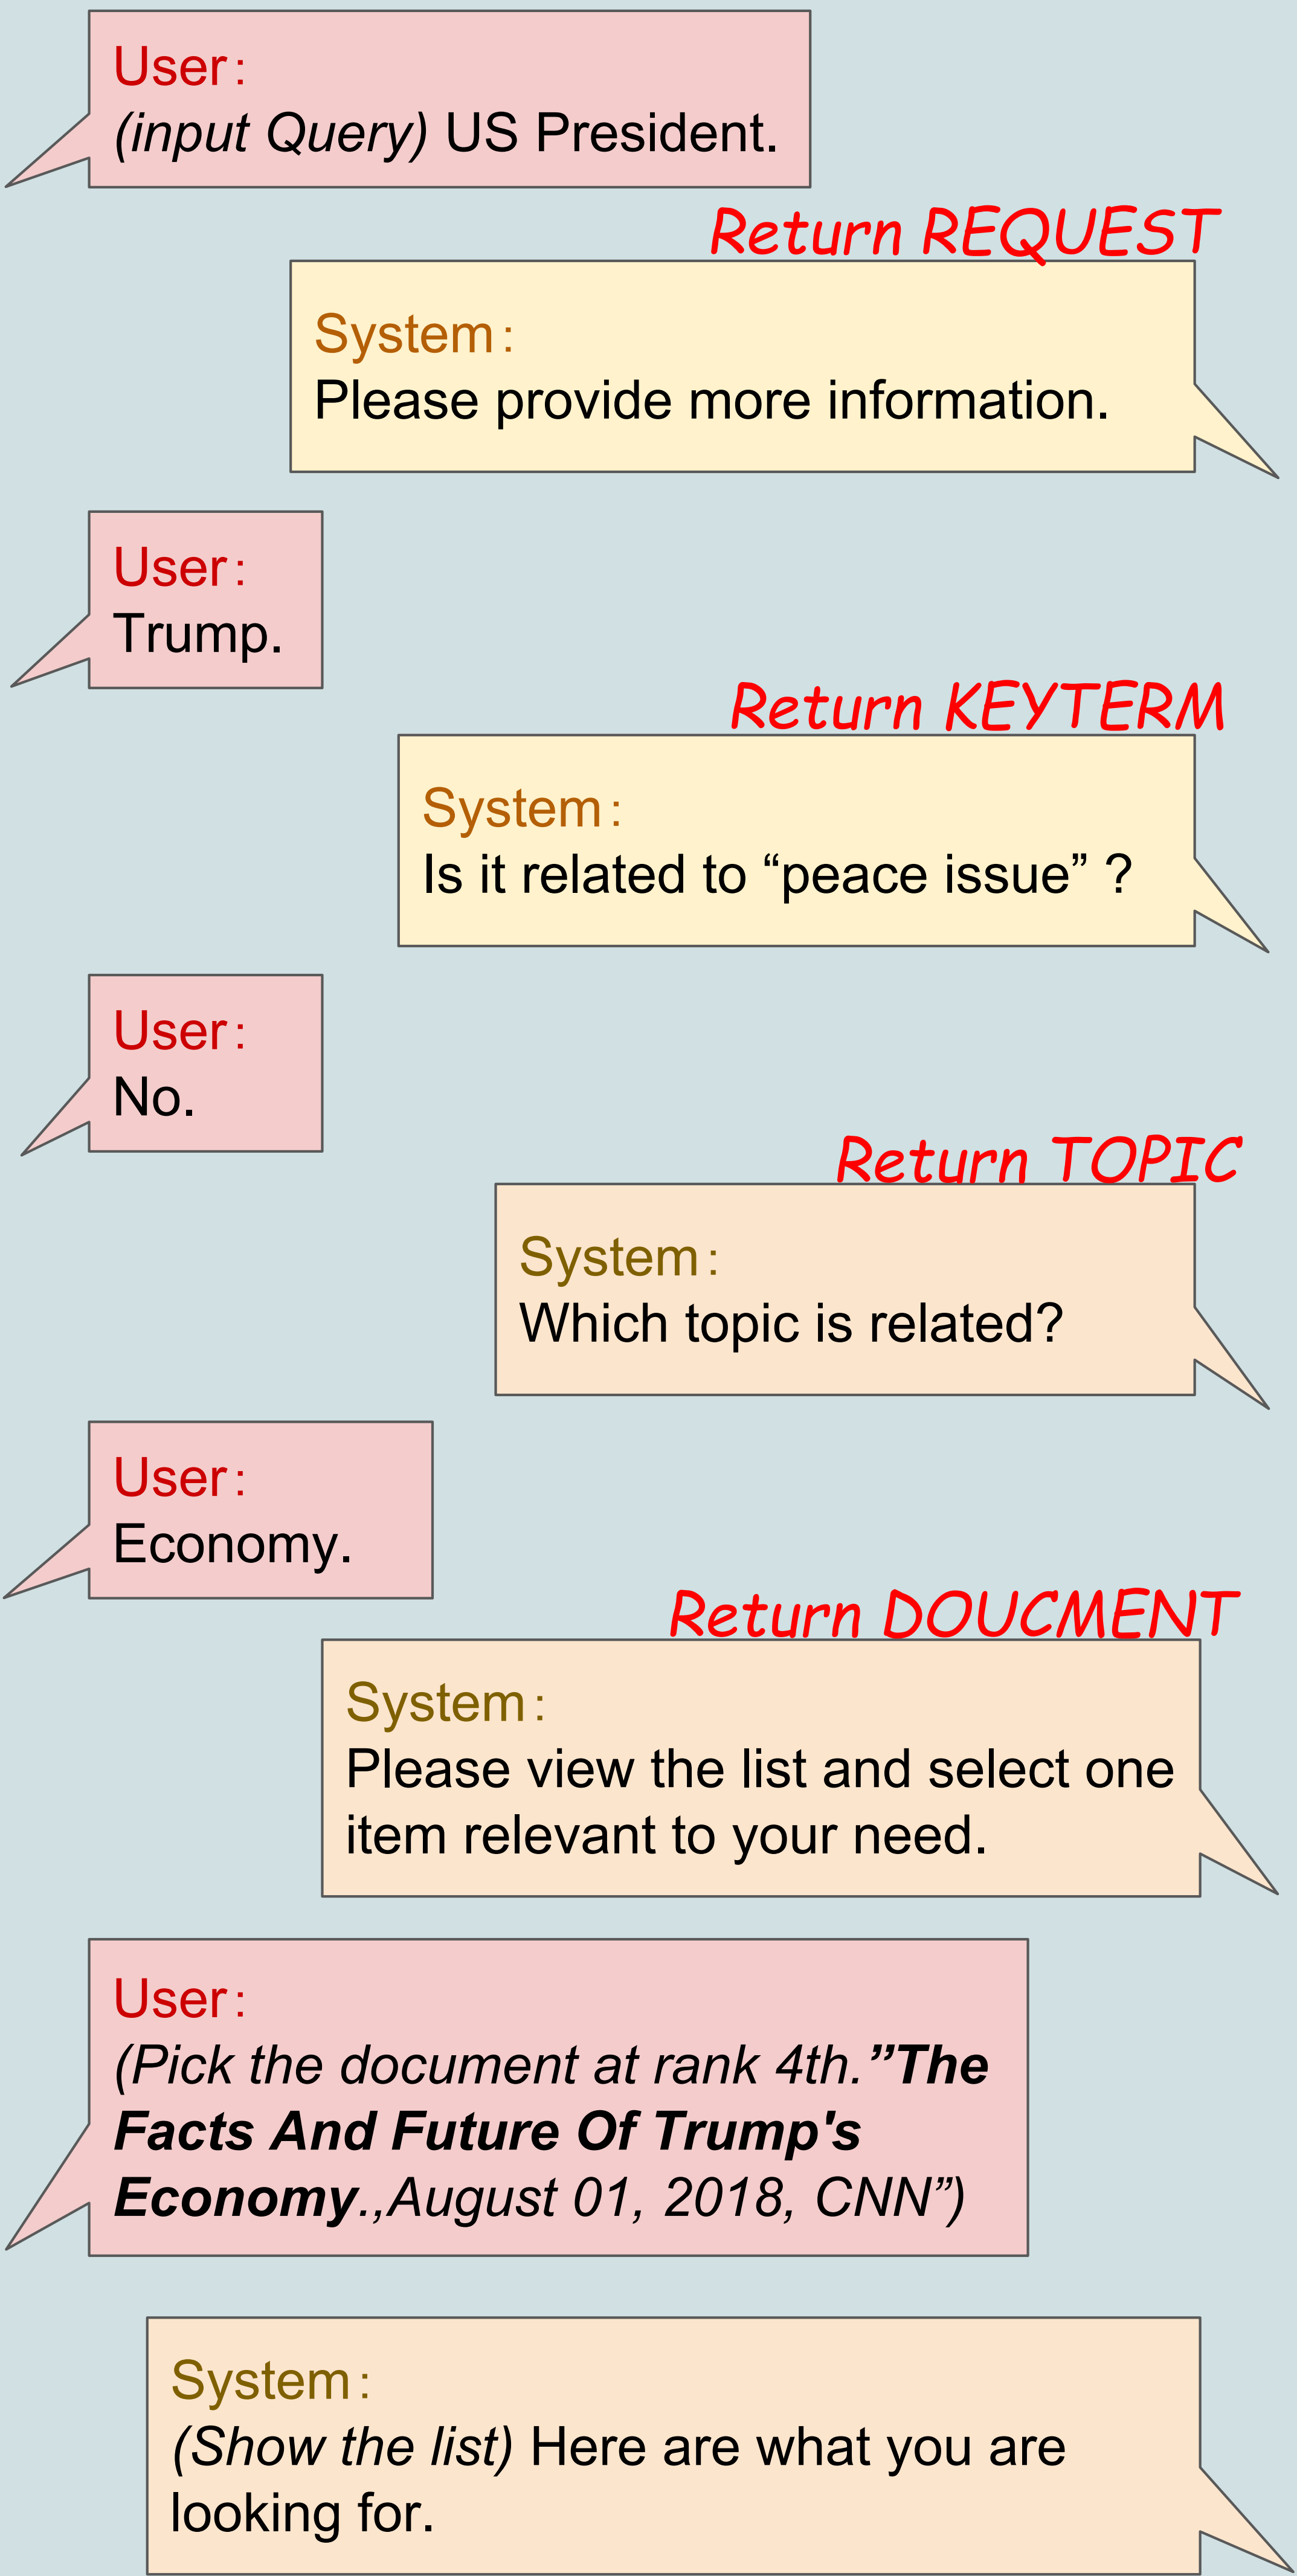 User:
(input Query) US President.
Return REQUEST
System:
Please provide more information.
User:
Trump.
Return KEYTERM
System:
Is it related to “peace issue” ?
User:
No.
Return TOPIC
System:
Which topic is related?
User:
Economy.
Return DOUCMENT
System:
Please view the list and select one
item relevant to your need.
User:
(Pick the document at rank 4th.”The
Facts And Future Of Trump's
Economy.,August 01, 2018, CNN”)
System:
(Show the list) Here are what you are
looking for.